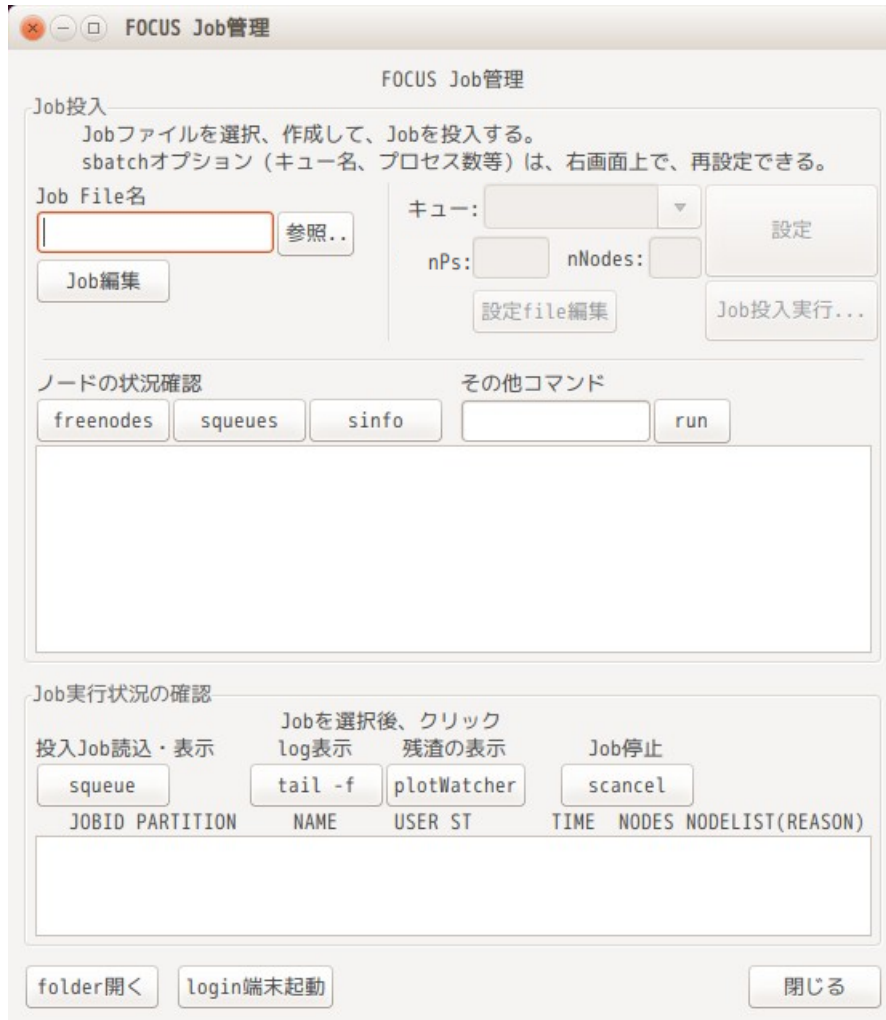 FOCUS Job管理
FOCUS Job管理
Job投入
Jobファイルを選択、作成して、Jobを投入する。
sbatchオプション（キュー名、プロセス数等）は、右画面上で、再設定できる。
Job File名
参照..
Job編集
キュー:
nPs:
nNodes:
設定
設定file編集
Job投入実行...
ノードの状況確認
その他コマンド
freenodes squeues sinfo
run
Job実行状況の確認
Jobを選択後、クリック
投入Job読込・表示 log表示 残渣の表示 Job停止
squeue tail -f plotWatcher scancel
JOBID PARTITION NAME USER ST TIME NODES NODELIST(REASON)
folder開く login端末起動 閉じる